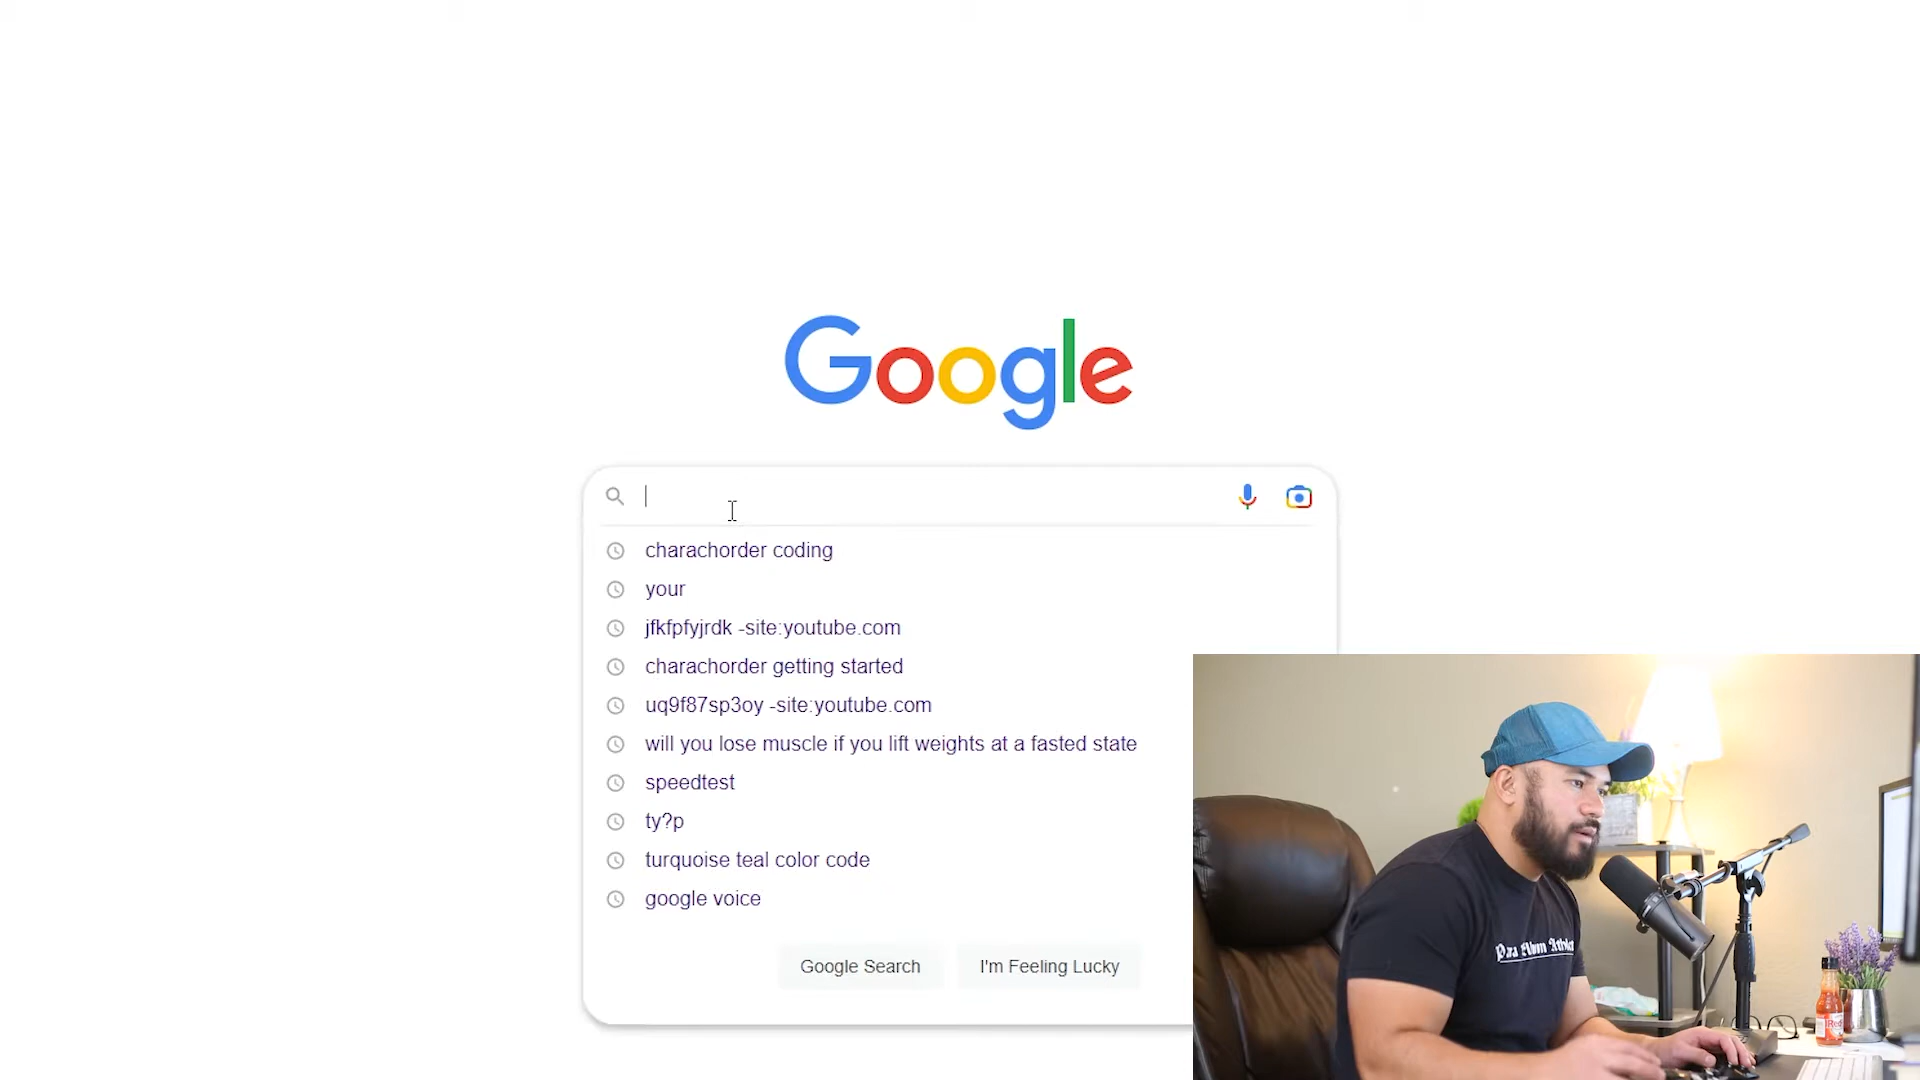 Google
charachorder coding
your
jfkfpfyjrdk -site:youtube.com
charachorder getting started
uq9f87sp3oy -site:youtube.com
will you lose muscle if you lift weights at a fasted state
speedtest
ty?p
turquoise teal color code
google voice
Google Search
I'm Feeling Lucky